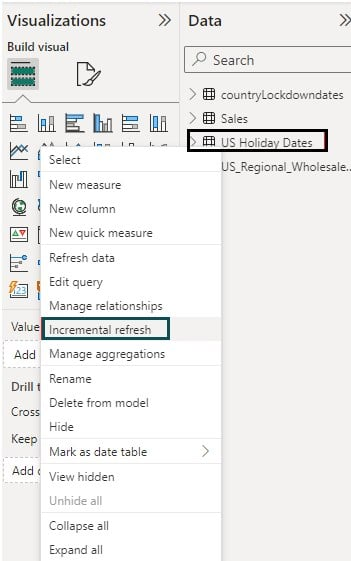 Visualizations
Data
Build visual
Search
countryLockdowndates
Sales
US Holiday Dates
US_Regional_Wholesale...
Select
New measure
New column
New quick measure
Refresh data
Edit query
Manage relationships
Incremental refresh
Manage aggregations
Rename
Delete from model
Hide
Mark as date table
View hidden
Unhide all
Collapse all
Expand all
123
Value
Add
Drill t
Cross
Keep
Add d